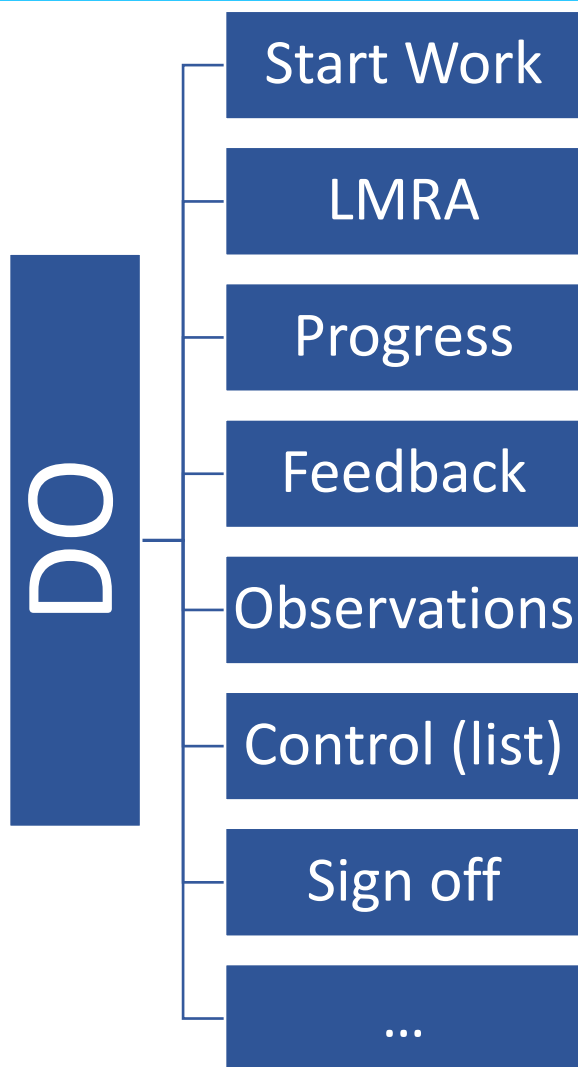 DO
Start Work
LMRA
Progress
Feedback
Observations
Control (list)
Sign off
...